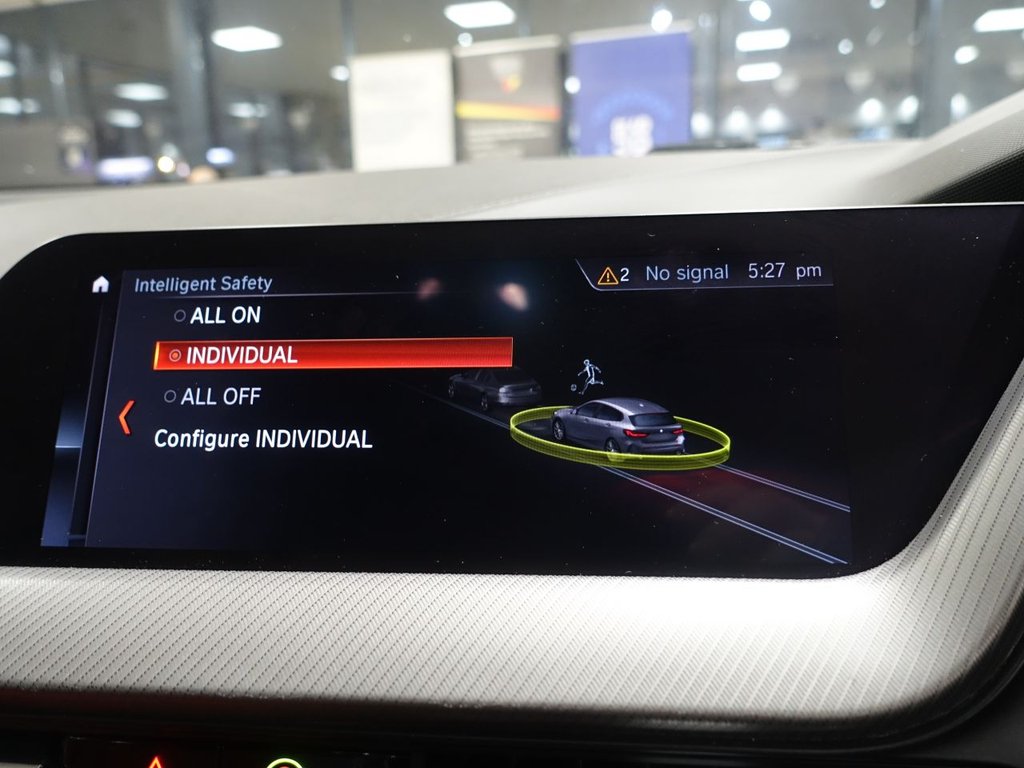 Intelligent Safety
2 No signal 5:27 pm
ALL ON
INDIVIDUAL
ALL OFF
Configure INDIVIDUAL